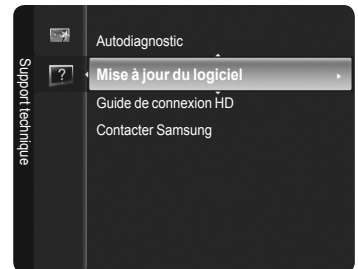 Support technique
Autodiagnostic
Mise à jour du logiciel
Guide de connexion HD
Contacter Samsung